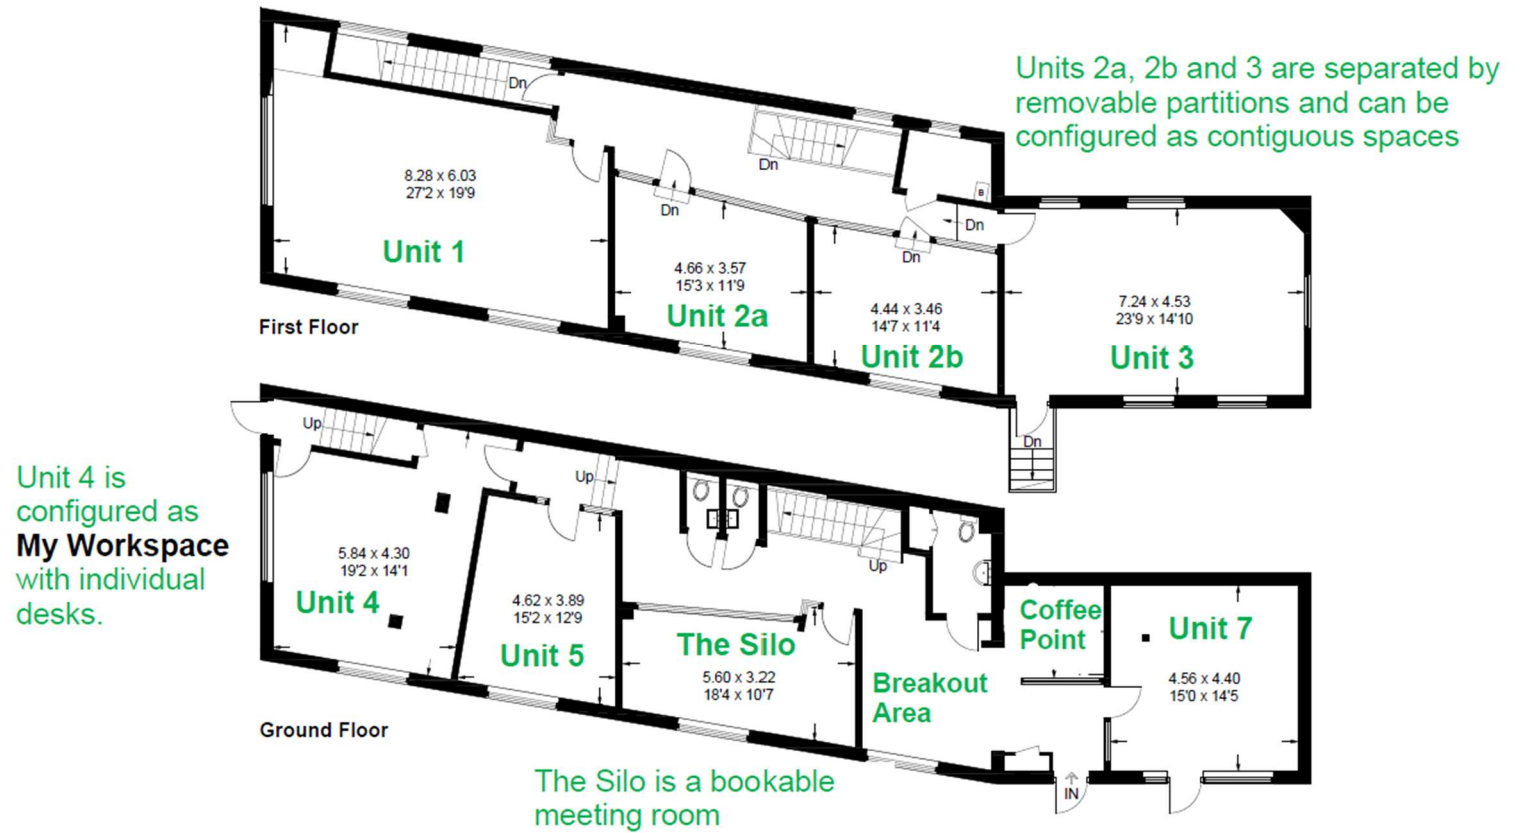 Units 2a, 2b and 3 are separated by
removable partitions and can be
configured as contiguous spaces
Dn
Dn
Dn
Dn
Dn
B
Dn
8.28 x 6.03
27'2 x 19'9
Unit 1
4.66 x 3.57
15'3 x 11'9
Unit 2a
4.44 x 3.46
14'7 x 11'4
Unit 2b
7.24 x 4.53
23'9 x 14'10
Unit 3
First Floor
Up
Up
Up
Unit 4 is
configured as
My Workspace
with individual
desks.
5.84 x 4.30
19'2 x 14'1
Unit 4
4.62 x 3.89
15'2 x 12'9
Unit 5
The Silo
5.60 x 3.22
18'4 x 10'7
Breakout
Area
Coffee
Point
Unit 7
4.56 x 4.40
15'0 x 14'5
IN
Ground Floor
The Silo is a bookable
meeting room